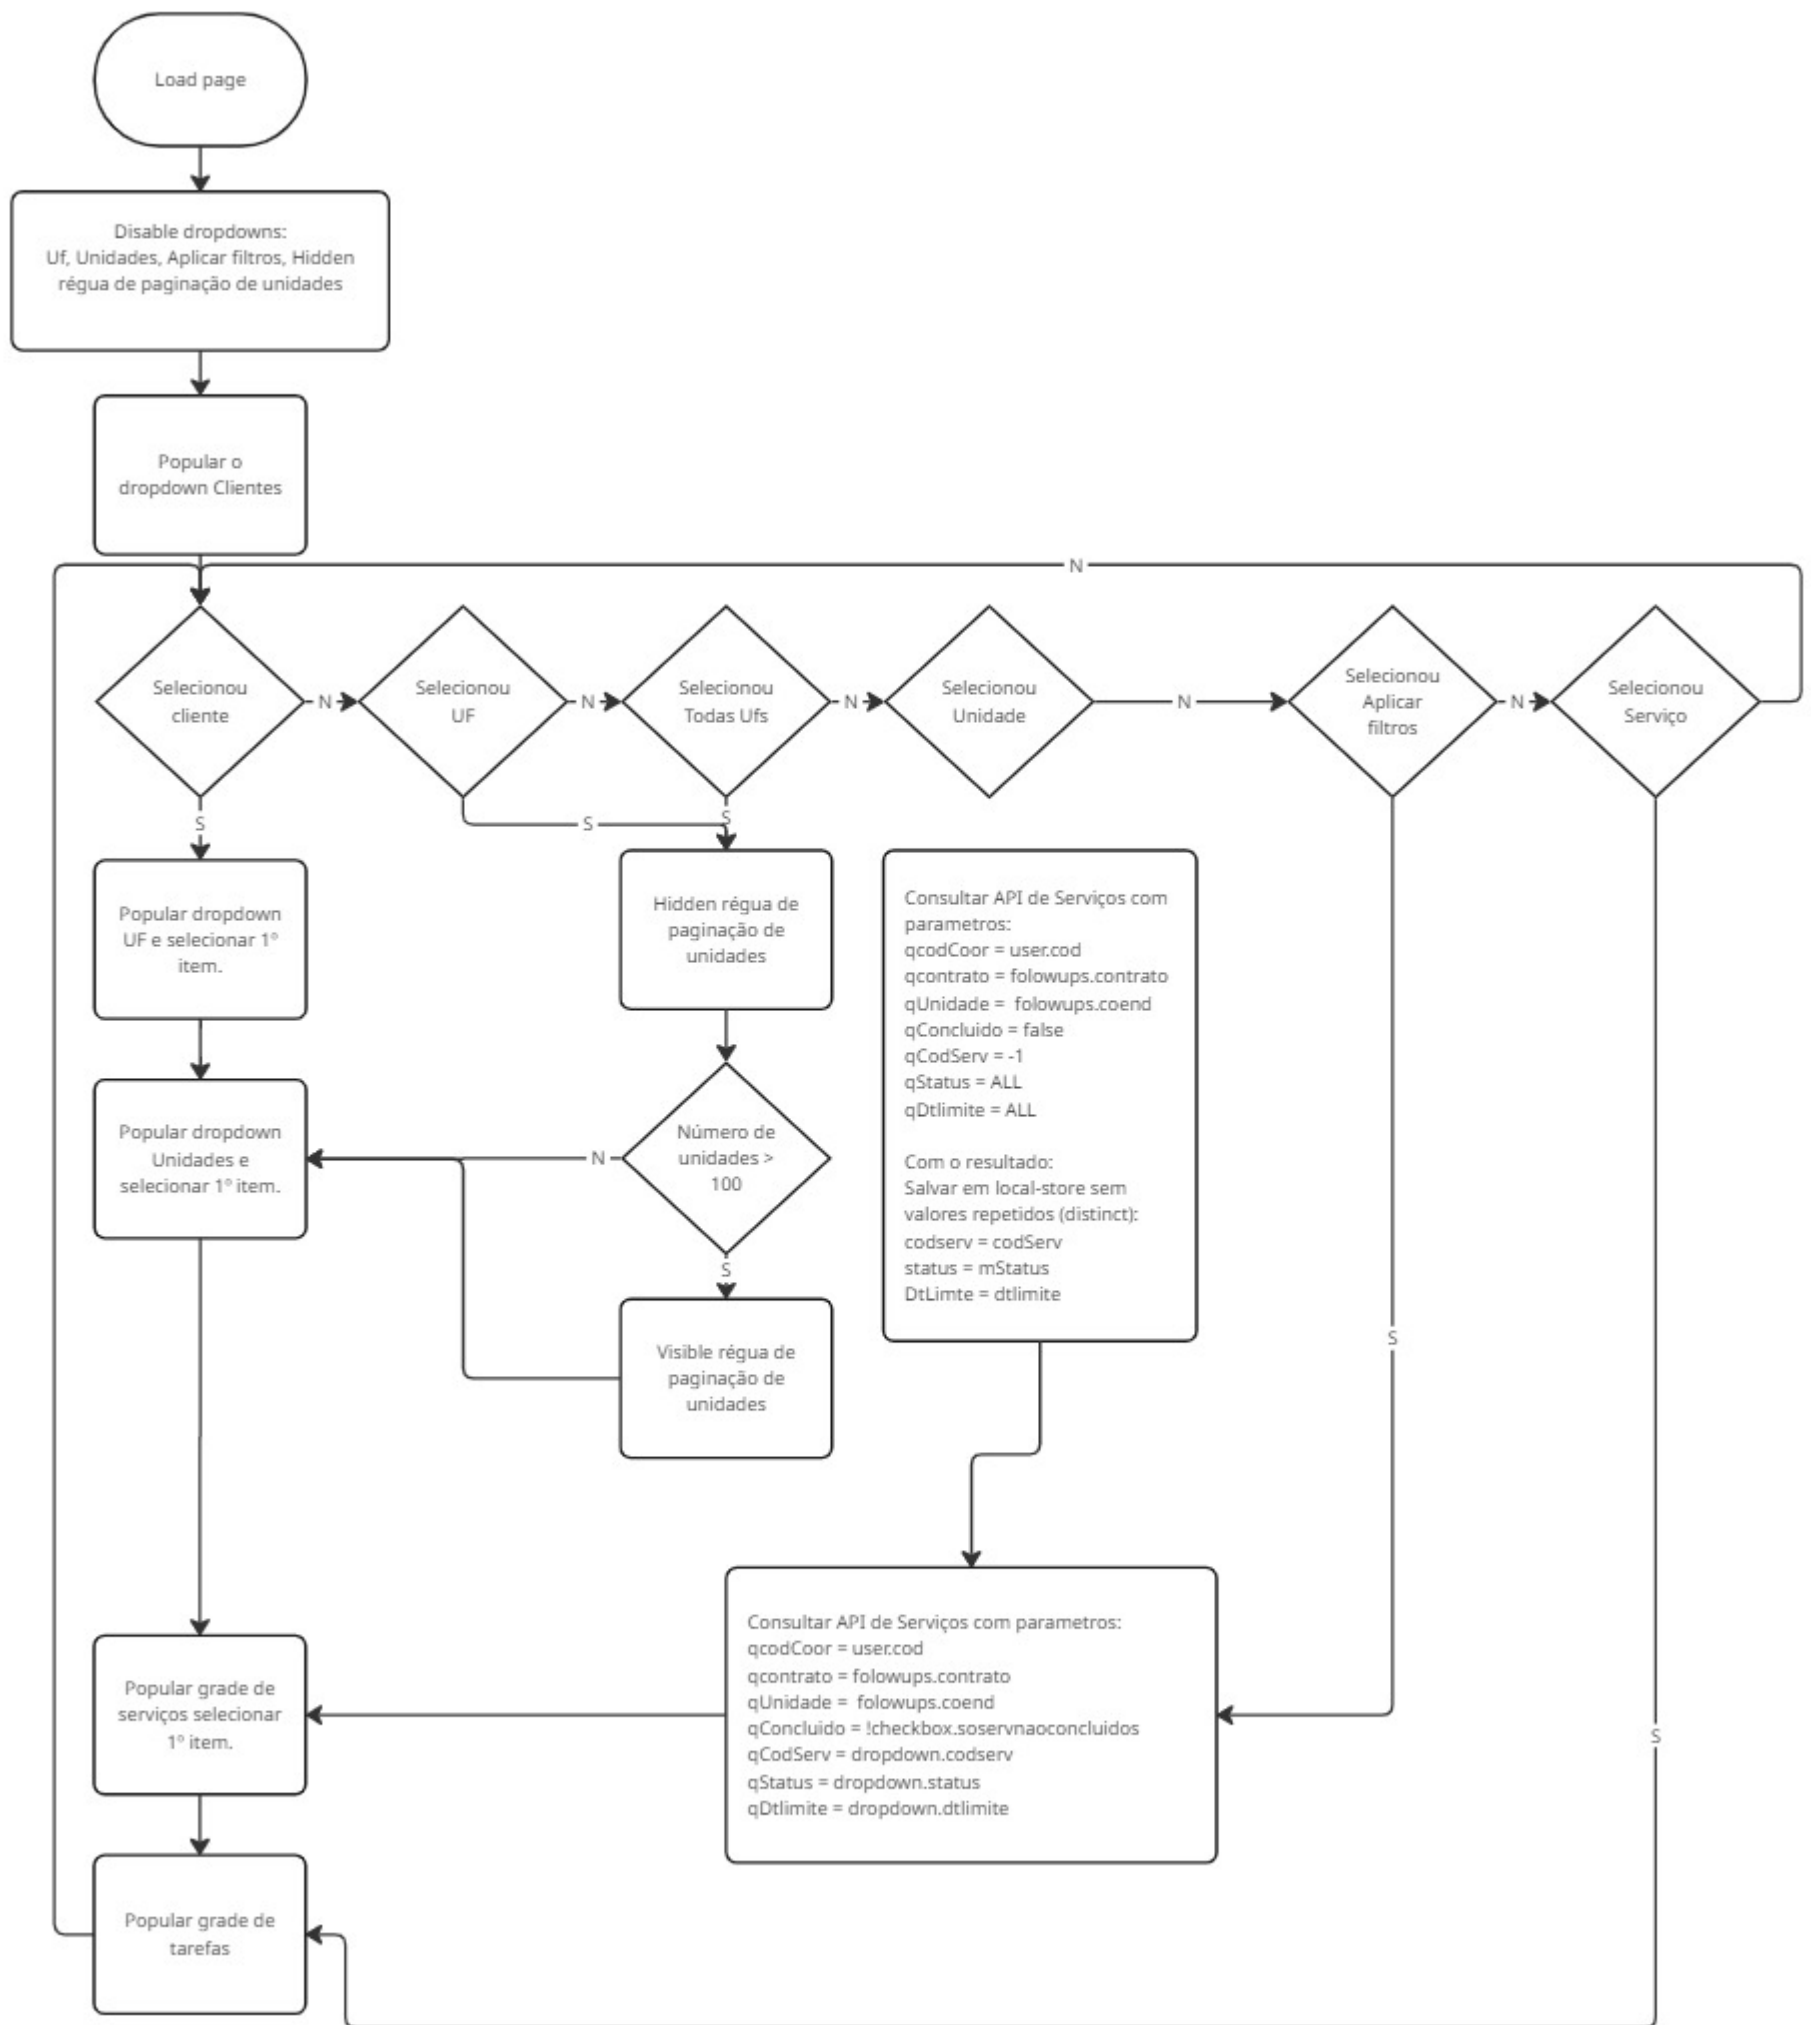 Load page
Disable dropdowns:
Uf, Unidades, Aplicar filtros, Hidden
régua de paginação de unidades
Popular o
dropdown Clientes
N
Selecionou
cliente
N
Selecionou
UF
N
Selecionou
Todas Ufs
N
Selecionou
Unidade
N
Selecionou
Aplicar
filtros
N
Selecionou
Serviço
S
S
S
Popular dropdown
UF e selecionar 1º
item.
Hidden régua de
paginação de
unidades
Consultar API de Serviços com
parametros:
qcodCoor = user.cod
qcontrato = folowups.contrato
qUnidade =  folowups.coend
qConcluido = false
qCodServ = -1
qStatus = ALL
qDtlimite = ALL
Com o resultado:
Salvar em local-store sem
valores repetidos (distinct):
codserv = codServ
status = mStatus
DtLimte = dtlimite
Popular dropdown
Unidades e
selecionar 1º item.
N
Número de
unidades >
100
S
Visible régua de
paginação de
unidades
S
Consultar API de Serviços com parametros:
qcodCoor = user.cod
qcontrato = folowups.contrato
qUnidade =  folowups.coend
qConcluido = !checkbox.soservnaoconcluidos
qCodServ = dropdown.codserv
qStatus = dropdown.status
qDtlimite = dropdown.dtlimite
Popular grade de
serviços selecionar
1º item.
S
Popular grade de
tarefas